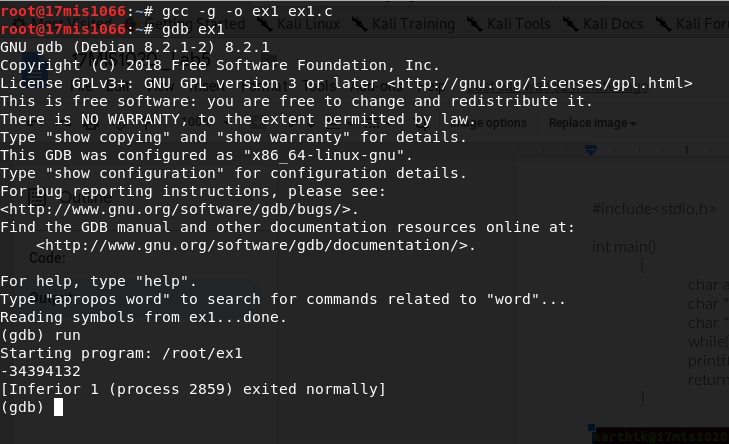 root@17mis1066:~# gcc -g -o ex1 ex1.c
root@17mis1066:~# gdb ex1
GNU gdb (Debian 8.2.1-2) 8.2.1
Copyright (C) 2018 Free Software Foundation, Inc.
License GPLv3+: GNU GPL version 3 or later <http://gnu.org/licenses/gpl.html>
This is free software: you are free to change and redistribute it.
There is NO WARRANTY, to the extent permitted by law.
Type "show copying" and "show warranty" for details.
This GDB was configured as "x86_64-linux-gnu".
Type "show configuration" for configuration details.
For bug reporting instructions, please see:
<http://www.gnu.org/software/gdb/bugs/>.
Find the GDB manual and other documentation resources online at:
<http://www.gnu.org/software/gdb/documentation/>.
For help, type "help".
Type "apropos word" to search for commands related to "word"...
Reading symbols from ex1...done.
(gdb) run
Starting program: /root/ex1
-34394132
[Inferior 1 (process 2859) exited normally]
(gdb)
Kali Linux
Kali Training
Kali Tools
Kali Docs
Kali For
Image options
Replace image
1
Outline
Code:
#include<stdio.h>
int main()
{
char a
char *
char *
while(
printf
return
}
karthik@17mis1020